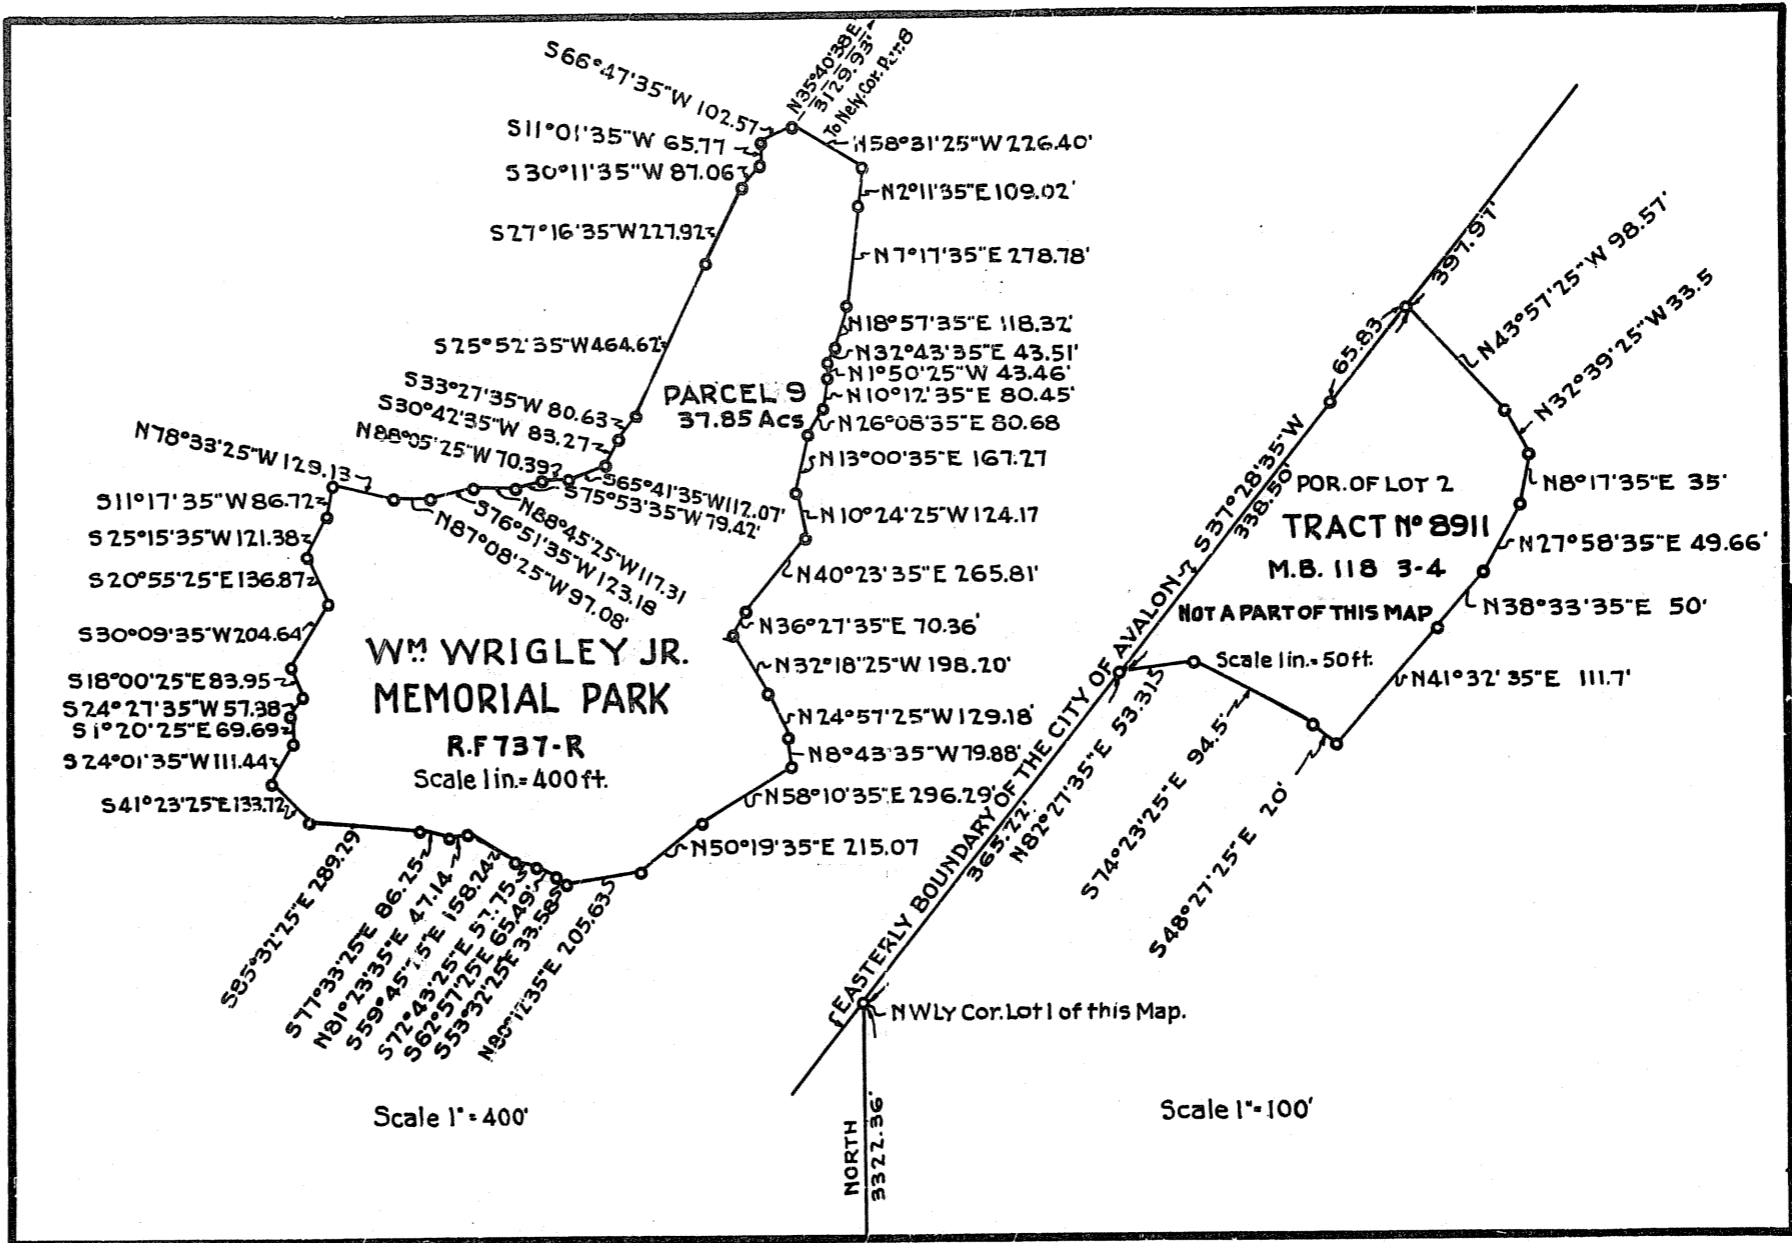 S66°47'35"W 102.57
S11°01'35"W 65.77
S30°11'35"W 87.06
S27°16'35"W 227.92
S25°52'35"W 464.62'
S33°27'35"W 80.63
S30°42'35"W 83.27
N88°05'25"W 70.39
N78°33'25"W 129.13
S11°17'35"W 86.72
S25°15'35"W 121.38
S20°55'25"E 136.87
S30°09'35"W 204.64
S18°00'25"E 83.95
S24°27'35"W 57.38
S1°20'25"E 69.69
S24°01'35"W 111.44
S41°23'25"E 133.72
S85°32'25"E 289.29
S77°33'25"E 86.25
N81°23'35"E 47.14
S59°45'15"E 158.24
S72°43'25"E 57.75
S62°57'25"E 65.49'
S53°32'25"E 33.58
N80°12'35"E 205.63
S65°41'35"W 112.07'
S75°53'35"W 79.42'
N88°45'25"W 117.31
S76°51'35"W 123.18
N87°08'25"W 97.08'
N35°40'38"E
3129.93'
To Nely. Cor. Par. 8
N58°31'25"W 226.40'
N2°11'35"E 109.02'
N7°17'35"E 278.78'
N18°57'35"E 118.32'
N32°43'35"E 43.51'
N1°50'25"W 43.46'
N10°12'35"E 80.45'
N26°08'35"E 80.68
N13°00'35"E 167.27
N10°24'25"W 124.17
N40°23'35"E 265.81'
N36°27'35"E 70.36'
N32°18'25"W 198.20'
N24°57'25"W 129.18'
N8°43'35"W 79.88'
N58°10'35"E 296.29'
N50°19'35"E 215.07
PARCEL 9
37.85 Acs
WM. WRIGLEY JR.
MEMORIAL PARK
R.F 737-R
Scale 1in.= 400 ft.
Scale 1"= 400'
397.97'
65.83
N43°57'25"W 98.57'
N32°39'25"W 33.5
N8°17'35"E 35'
N27°58'35"E 49.66'
N38°33'35"E 50'
N41°32'35"E 111.7'
S37°28'35"W
338.50'
POR. OF LOT 2
TRACT No 8911
M.B. 118 3-4
NOT A PART OF THIS MAP
Scale 1in.= 50ft.
EASTERLY BOUNDARY OF THE CITY OF AVALON
365.22'
N82°27'35"E 53.315
S74°23'25"E 94.5'
S48°27'25"E 20'
NWLY Cor. Lot 1 of this Map.
NORTH
3322.36'
Scale 1"= 100'